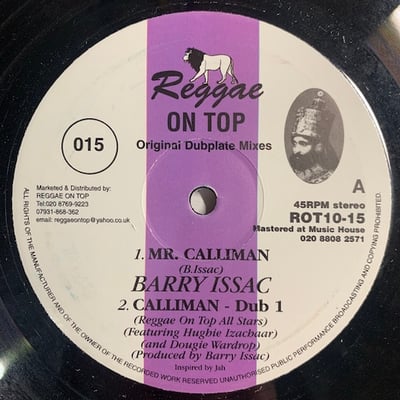 Reggae
ON TOP
Original Dubplate Mixes
015
Marketed & Distributed by:
REGGAE ON TOP
Tel:020 8769-9223
07931-868-362
email: reggaeontop@yahoo.co.uk
A
45RPM stereo
ROT10-15
Mastered at Music House
020 8808 2571
1. MR. CALLIMAN
(B.Issac)
BARRY ISSAC
2. CALLIMAN - Dub 1
(Reggae On Top All Stars)
(Featuring Hughie Izachaar)
(and Dougie Wardrop)
(Produced by Barry Issac)
Inspired by Jah
ALL RIGHTS OF THE MANUFACTURER AND OF THE OWNER OF THE RECORDED WORK RESERVED UNAUTHORISED PUBLIC PERFORMANCE BROADCASTING AND COPYING PROHIBITED.